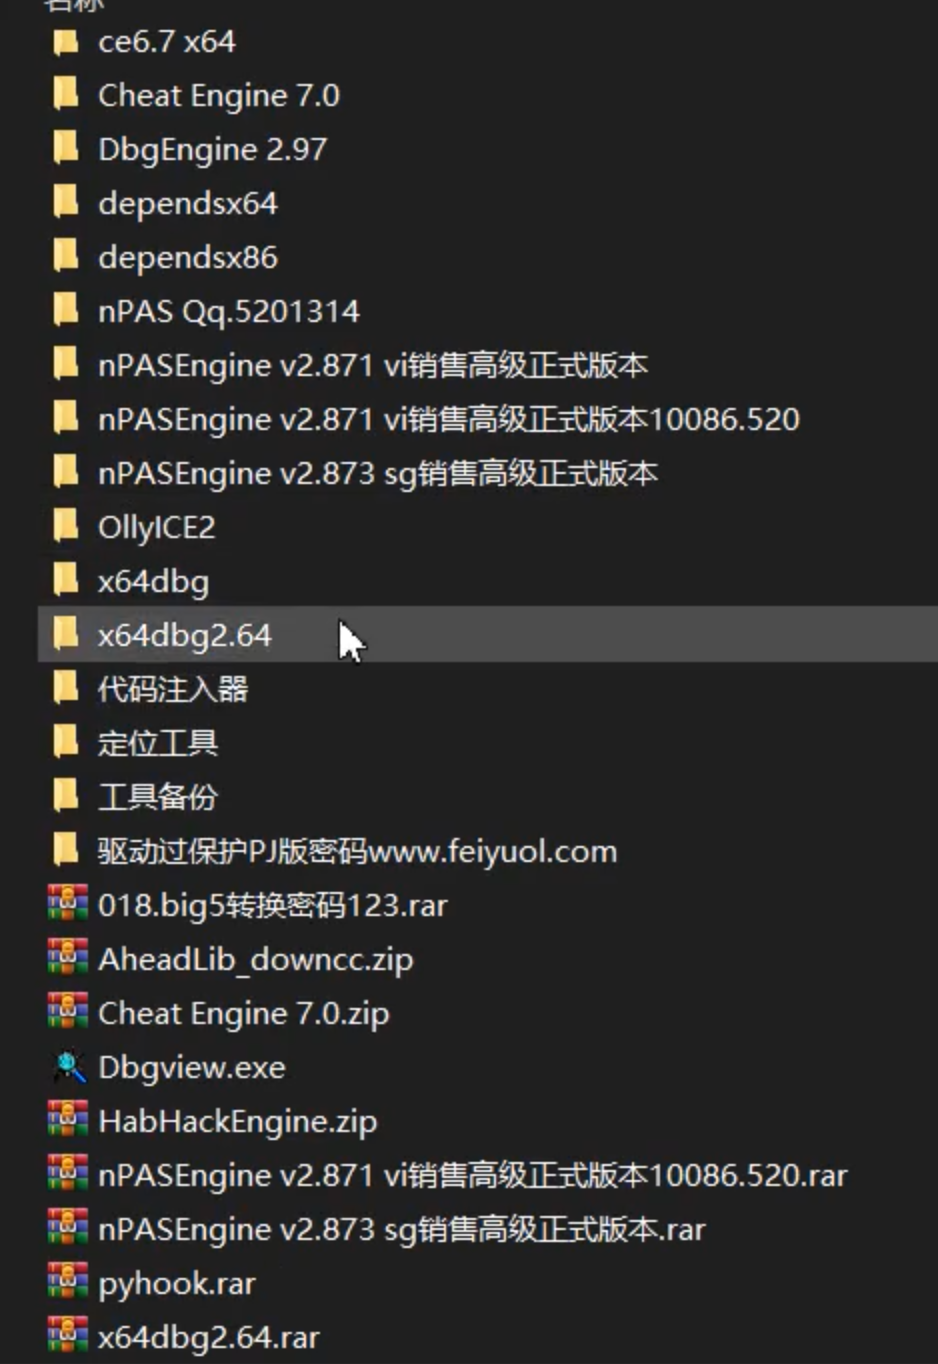 名称
ce6.7 x64
Cheat Engine 7.0
DbgEngine 2.97
dependsx64
dependsx86
nPAS Qq.5201314
nPASEngine v2.871 vi销售高级正式版本
nPASEngine v2.871 vi销售高级正式版本10086.520
nPASEngine v2.873 sg销售高级正式版本
OllyICE2
x64dbg
x64dbg2.64
代码注入器
定位工具
工具备份
驱动过保护PJ版密码www.feiyuol.com
018.big5转换密码123.rar
AheadLib_downcc.zip
Cheat Engine 7.0.zip
Dbgview.exe
HabHackEngine.zip
nPASEngine v2.871 vi销售高级正式版本10086.520.rar
nPASEngine v2.873 sg销售高级正式版本.rar
pyhook.rar
x64dbg2.64.rar